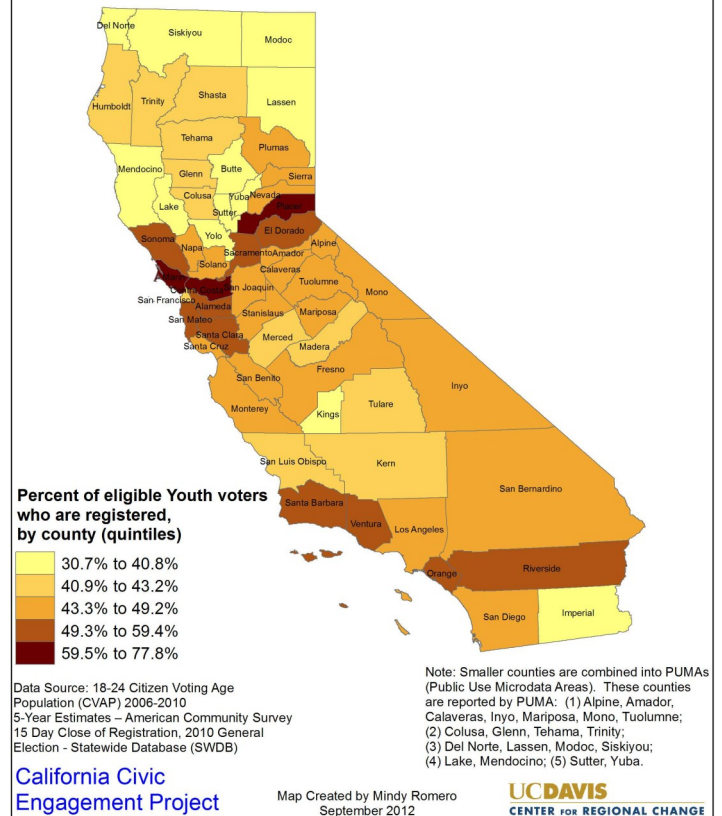 Del Norte
Siskiyou
Modoc
Humboldt
Trinity
Shasta
Lassen
Tehama
Plumas
Mendocino
Glenn
Butte
Sierra
Colusa
Yuba
Nevada
Lake
Sutter
Placer
Sonoma
Yolo
El Dorado
Napa
Sacramento
Amador
Alpine
Solano
Calaveras
Marin
Contra Costa
San Joaquin
Tuolumne
Mono
San Francisco
Alameda
Stanislaus
Mariposa
San Mateo
Santa Clara
Merced
Santa Cruz
Madera
San Benito
Fresno
Inyo
Monterey
Kings
Tulare
San Luis Obispo
Kern
San Bernardino
Santa Barbara
Ventura
Los Angeles
Orange
Riverside
San Diego
Imperial
Percent of eligible Youth voters
who are registered,
by county (quintiles)
30.7% to 40.8%
40.9% to 43.2%
43.3% to 49.2%
49.3% to 59.4%
59.5% to 77.8%
Data Source: 18-24 Citizen Voting Age
Population (CVAP) 2006-2010
5-Year Estimates – American Community Survey
15 Day Close of Registration, 2010 General
Election - Statewide Database (SWDB)
Note: Smaller counties are combined into PUMAs
(Public Use Microdata Areas). These counties
are reported by PUMA: (1) Alpine, Amador,
Calaveras, Inyo, Mariposa, Mono, Tuolumne;
(2) Colusa, Glenn, Tehama, Trinity;
(3) Del Norte, Lassen, Modoc, Siskiyou;
(4) Lake, Mendocino; (5) Sutter, Yuba.
California Civic
Engagement Project
Map Created by Mindy Romero
September 2012
UCDAVIS
CENTER FOR REGIONAL CHANGE